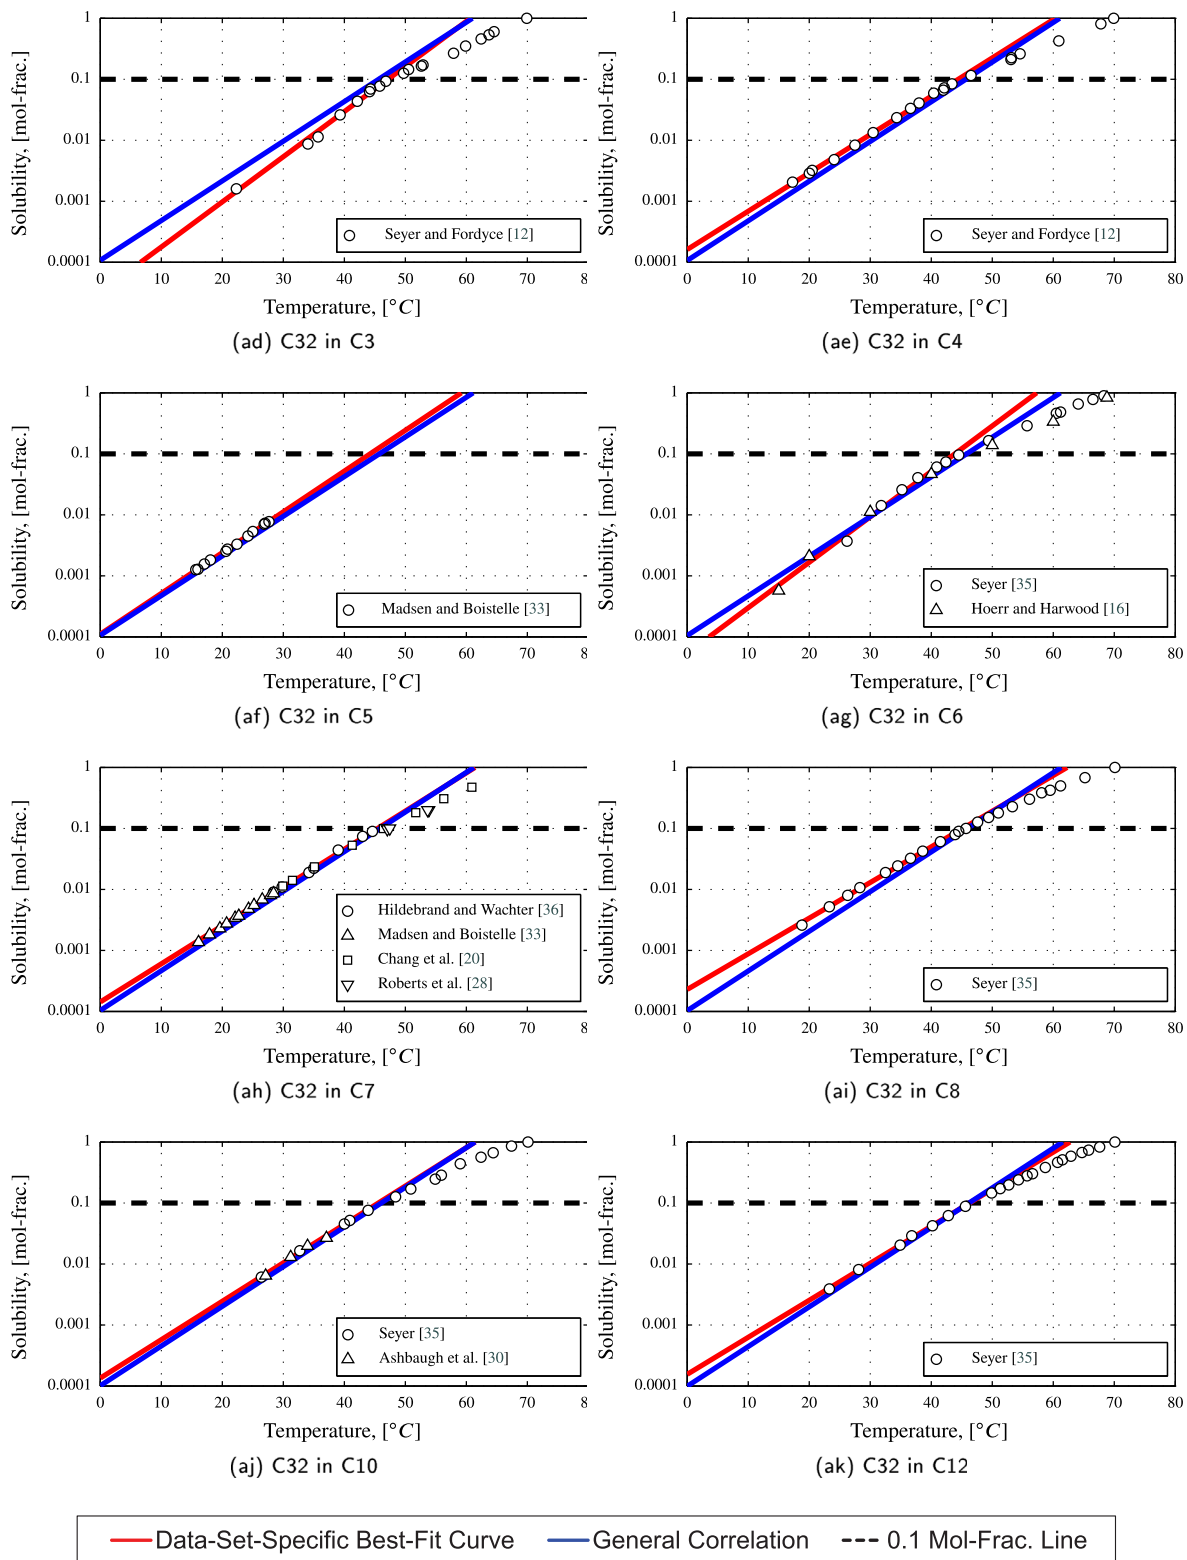 1
0.1
0.01
0.001
0.0001
Solubility, [mol-frac.]
Seyer and Fordyce [12]
0 10 20 30 40 50 60 70 8
Temperature, [°C]
(ad) C32 in C3
1
0.1
0.01
0.001
0.0001
Solubility, [mol-frac.]
Seyer and Fordyce [12]
0 10 20 30 40 50 60 70 80
Temperature, [°C]
(ae) C32 in C4
1
0.1
0.01
0.001
0.0001
Solubility, [mol-frac.]
Madsen and Boistelle [33]
0 10 20 30 40 50 60 70 8
Temperature, [°C]
(af) C32 in C5
1
0.1
0.01
0.001
0.0001
Solubility, [mol-frac.]
Seyer [35]
Hoerr and Harwood [16]
0 10 20 30 40 50 60 70 80
Temperature, [°C]
(ag) C32 in C6
1
0.1
0.01
0.001
0.0001
Solubility, [mol-frac.]
Hildebrand and Wachter [36]
Madsen and Boistelle [33]
Chang et al. [20]
Roberts et al. [28]
0 10 20 30 40 50 60 70 8
Temperature, [°C]
(ah) C32 in C7
1
0.1
0.01
0.001
0.0001
Solubility, [mol-frac.]
Seyer [35]
0 10 20 30 40 50 60 70 80
Temperature, [°C]
(ai) C32 in C8
1
0.1
0.01
0.001
0.0001
Solubility, [mol-frac.]
Seyer [35]
Ashbaugh et al. [30]
0 10 20 30 40 50 60 70 8
Temperature, [°C]
(aj) C32 in C10
1
0.1
0.01
0.001
0.0001
Solubility, [mol-frac.]
Seyer [35]
0 10 20 30 40 50 60 70 80
Temperature, [°C]
(ak) C32 in C12
Data-Set-Specific Best-Fit Curve General Correlation 0.1 Mol-Frac. Line